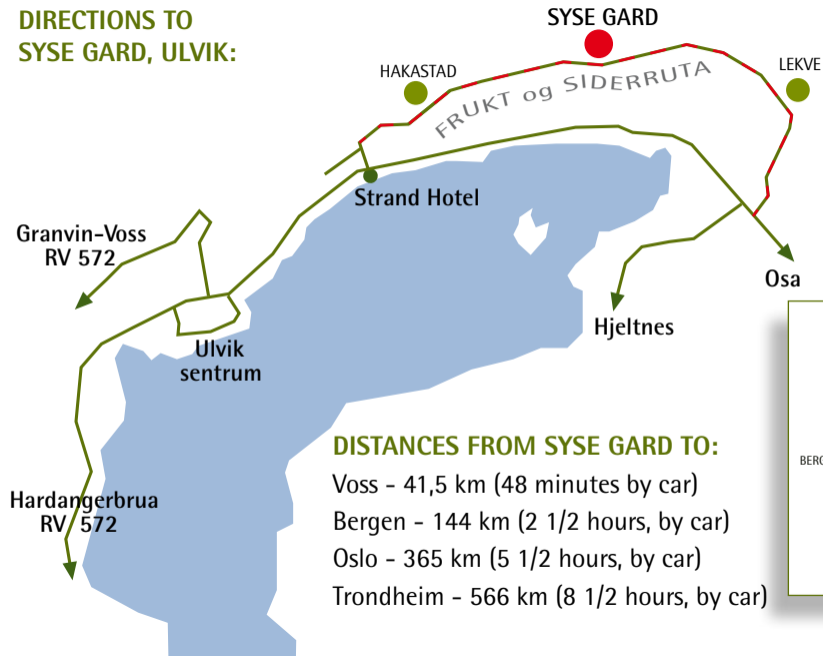 DIRECTIONS TO
SYSE GARD, ULVIK:
SYSE GARD
HAKASTAD
LEKVE
FRUKT og SIDERRUTA
Strand Hotel
Granvin-Voss
RV 572
Osa
Hjeltnes
Ulvik
sentrum
Hardangerbrua
RV 572
DISTANCES FROM SYSE GARD TO:
Voss - 41,5 km (48 minutes by car)
Bergen - 144 km (2 1/2 hours, by car)
Oslo - 365 km (5 1/2 hours, by car)
Trondheim - 566 km (8 1/2 hours, by car)